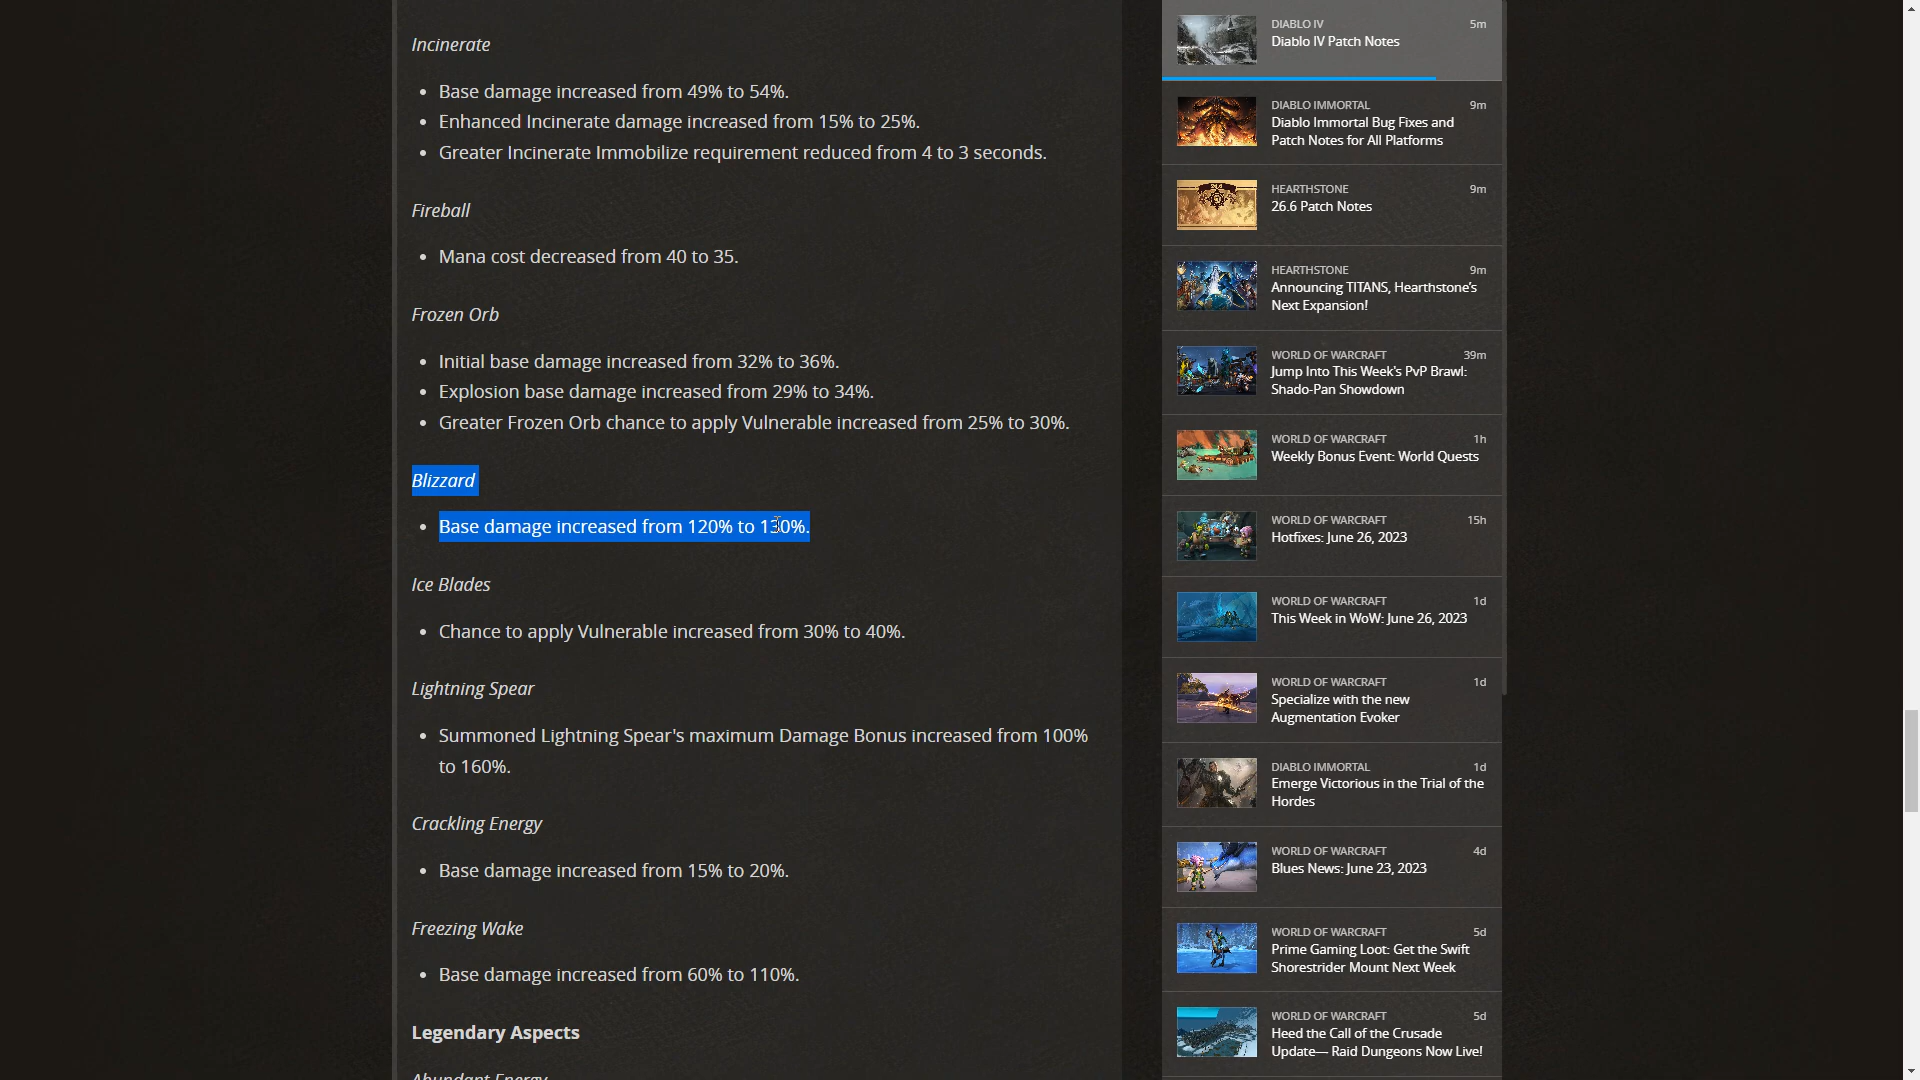 Incinerate
Base damage increased from 49% to 54%.
Enhanced Incinerate damage increased from 15% to 25%.
Greater Incinerate Immobilize requirement reduced from 4 to 3 seconds.
Fireball
Mana cost decreased from 40 to 35.
Frozen Orb
Initial base damage increased from 32% to 36%.
Explosion base damage increased from 29% to 34%.
Greater Frozen Orb chance to apply Vulnerable increased from 25% to 30%.
Blizzard
Base damage increased from 120% to 130%.
Ice Blades
Chance to apply Vulnerable increased from 30% to 40%.
Lightning Spear
Summoned Lightning Spear's maximum Damage Bonus increased from 100%
to 160%.
Crackling Energy
Base damage increased from 15% to 20%.
Freezing Wake
Base damage increased from 60% to 110%.
Legendary Aspects
Abundant Energy
DIABLO IV 5m
Diablo IV Patch Notes
DIABLO IMMORTAL 9m
Diablo Immortal Bug Fixes and
Patch Notes for All Platforms
HEARTHSTONE 9m
26.6 Patch Notes
HEARTHSTONE 9m
Announcing TITANS, Hearthstone’s
Next Expansion!
WORLD OF WARCRAFT 39m
Jump Into This Week's PvP Brawl:
Shado-Pan Showdown
WORLD OF WARCRAFT 1h
Weekly Bonus Event: World Quests
WORLD OF WARCRAFT 15h
Hotfixes: June 26, 2023
WORLD OF WARCRAFT 1d
This Week in WoW: June 26, 2023
WORLD OF WARCRAFT 1d
Specialize with the new
Augmentation Evoker
DIABLO IMMORTAL 1d
Emerge Victorious in the Trial of the
Hordes
WORLD OF WARCRAFT 4d
Blues News: June 23, 2023
WORLD OF WARCRAFT 5d
Prime Gaming Loot: Get the Swift
Shorestrider Mount Next Week
WORLD OF WARCRAFT 5d
Heed the Call of the Crusade
Update— Raid Dungeons Now Live!